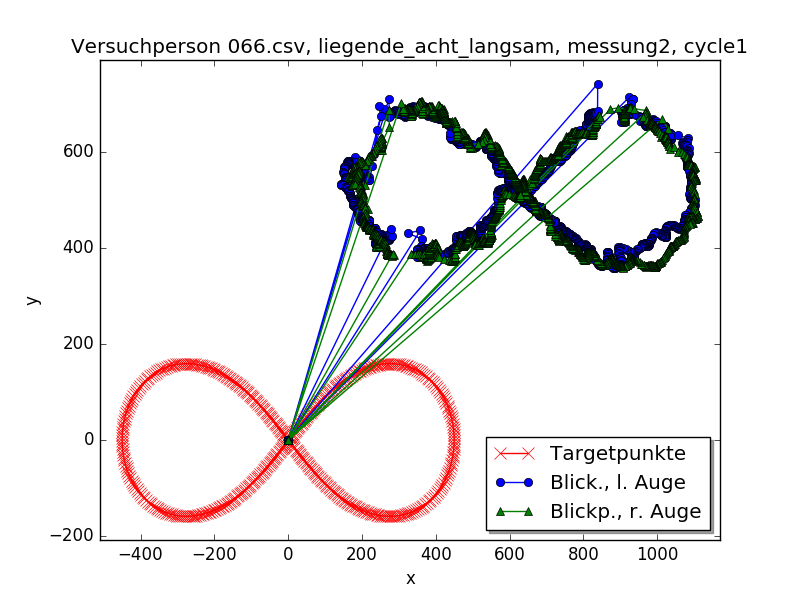 Versuchperson 066.csv, liegende_acht_langsam, messung2, cycle1
y
600
400
200
0
−200
−400
−200
0
200
400
600
800
1000
x
Targetpunkte
Blick., l. Auge
Blickp., r. Auge